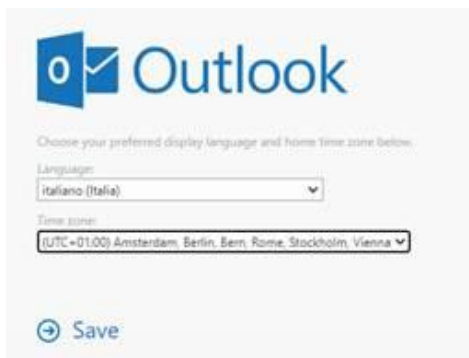 Outlook
Choose your preferred display language and home time zone below.
Language:
italiano (Italia)
Time zone:
(UTC+01:00) Amsterdam, Berlin, Bern, Rome, Stockholm, Vienna
Save